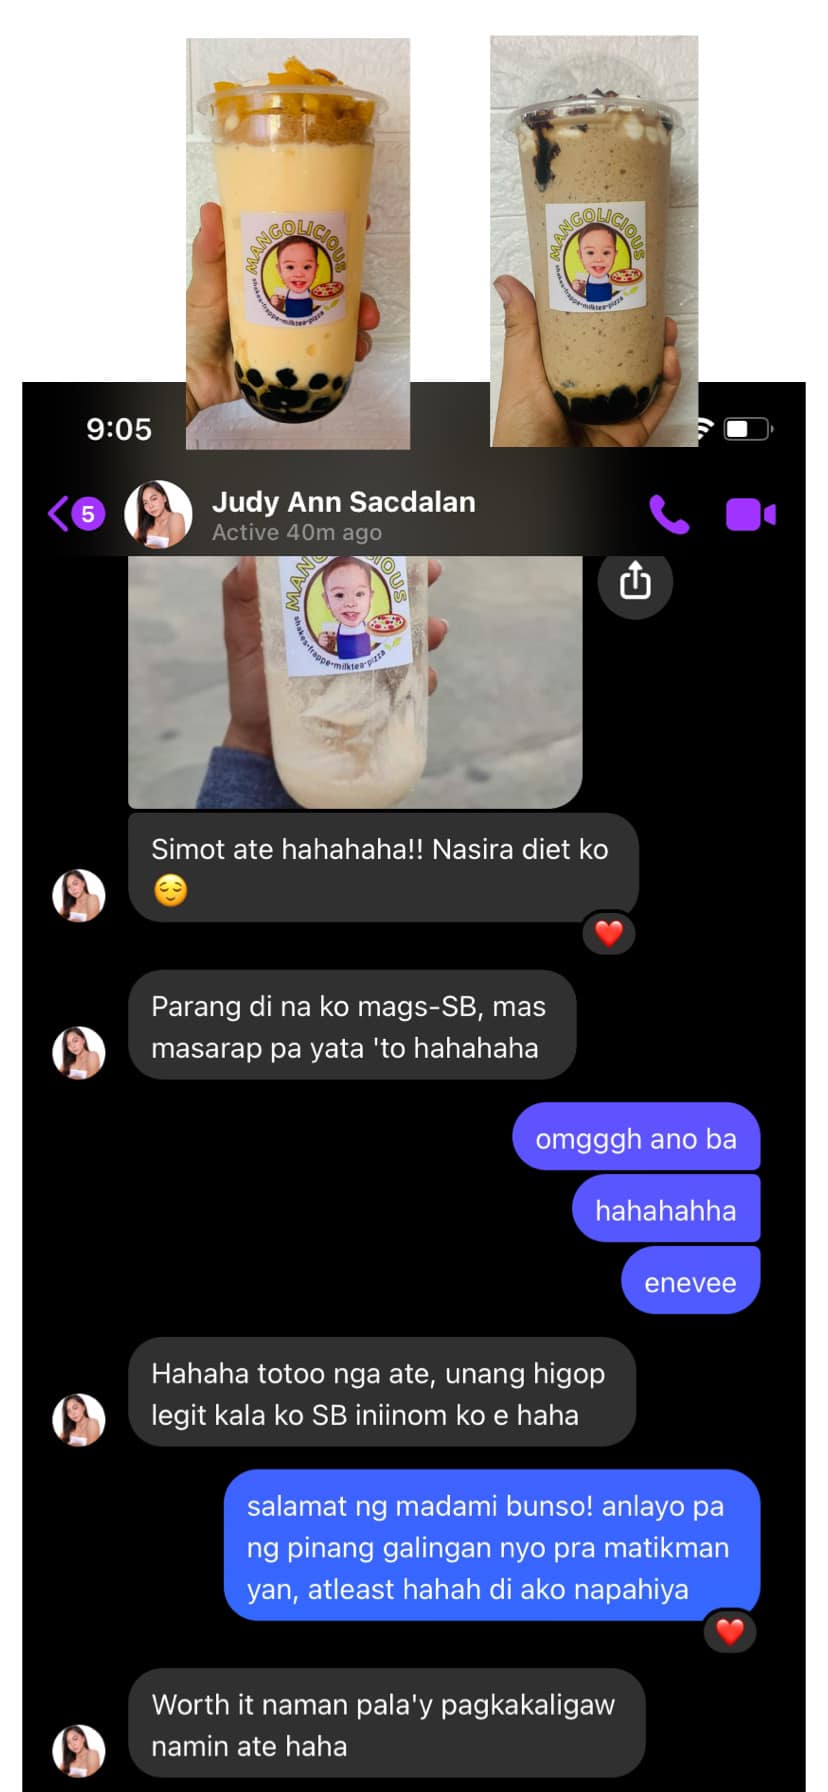 MANGOLICIOUS
shakes•frappe•milktea•pizza
MANGOLICIOUS
shakes•frappe•milktea•pizza
9:05
5
Judy Ann Sacdalan
Active 40m ago
MANGOLICIOUS
shakes•frappe•milktea•pizza
Simot ate hahahaha!! Nasira diet ko
😌
❤️
Parang di na ko mags-SB, mas
masarap pa yata 'to hahahaha
omgggh ano ba
hahahahha
enevee
Hahaha totoo nga ate, unang higop
legit kala ko SB iniinom ko e haha
salamat ng madami bunso! anlayo pa
ng pinang galingan nyo pra matikman
yan, atleast hahah di ako napahiya
❤️
Worth it naman pala'y pagkakaligaw
namin ate haha